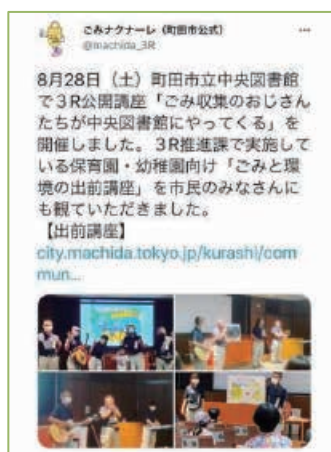 ごみナクナーレ（町田市公式）
@machida_3R
8月28日（土）町田市立中央図書館
で３Ｒ公開講座「ごみ収集のおじさん
たちが中央図書館にやってくる」を
開催しました。３Ｒ推進課で実施して
いる保育園・幼稚園向け「ごみと環
境の出前講座」を市民のみなさんに
も観ていただきました。
【出前講座】
city.machida.tokyo.jp/kurashi/com
mun...